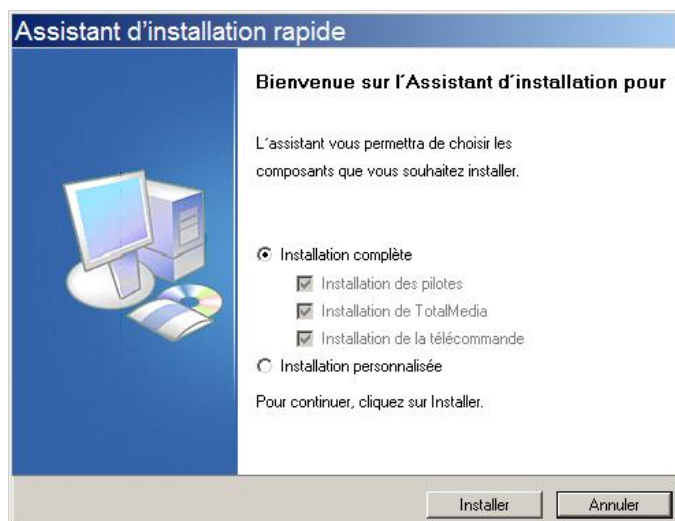 Assistant d'installation rapide
Bienvenue sur l'Assistant d'installation pour
L'assistant vous permettra de choisir les
composants que vous souhaitez installer.
Installation complète
Installation des pilotes
Installation de TotalMedia
Installation de la télécommande
Installation personnalisée
Pour continuer, cliquez sur Installer.
Installer
Annuler